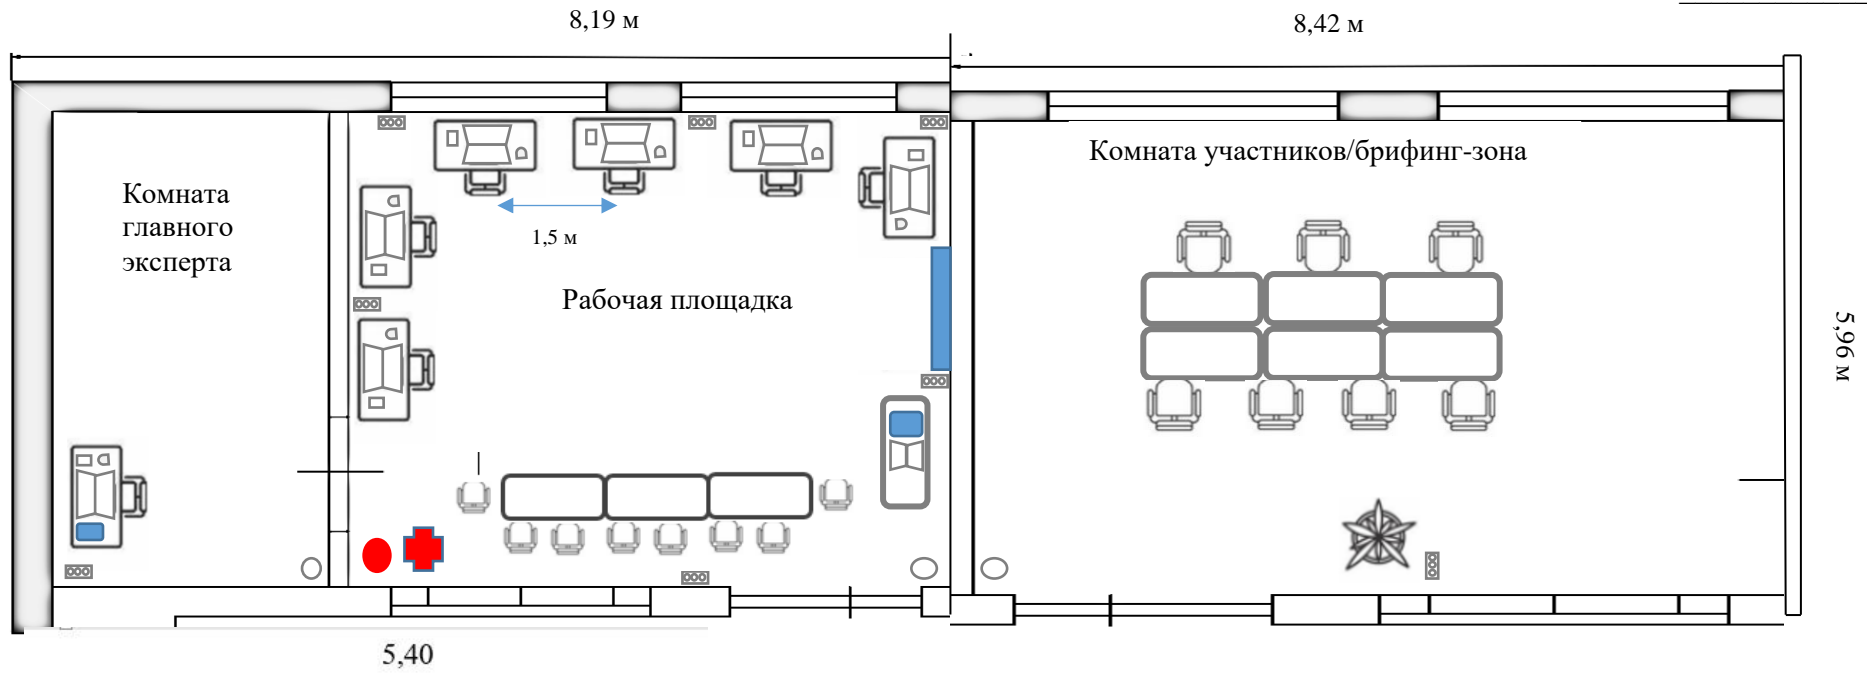 8,19 м
8,42 м
Комната участников/брифинг-зона
Комната
главного
эксперта
1,5 м
Рабочая площадка
5,96 м
5,40